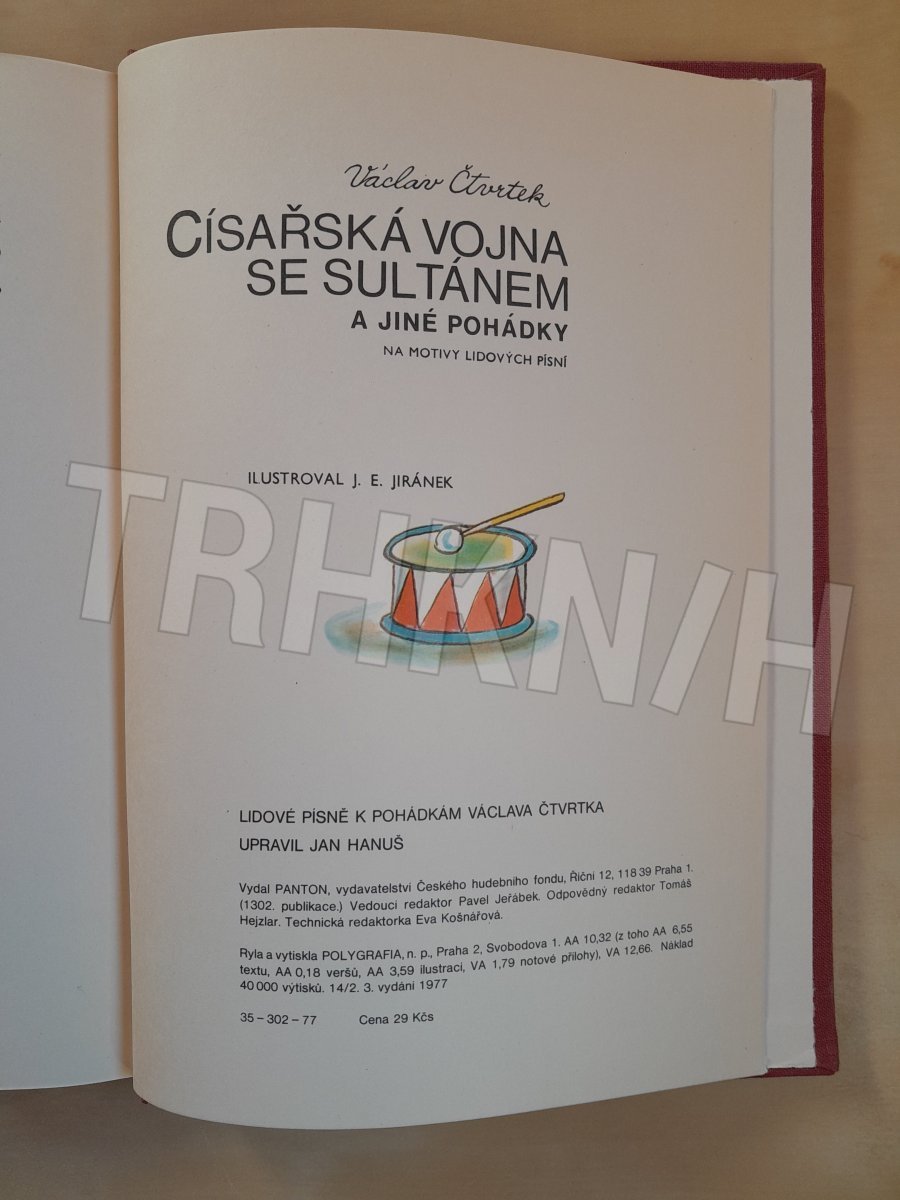 Václav Čtvrtek
CÍSAŘSKÁ VOJNA
SE SULTÁNEM
A JINÉ POHÁDKY
NA MOTIVY LIDOVÝCH PÍSNÍ
ILUSTROVAL J. E. JIRÁNEK
TRHKN/H
LIDOVÉ PÍSNĚ K POHÁDKÁM VÁCLAVA ČTVRTKA
UPRAVIL JAN HANUŠ
Vydal PANTON, vydavatelství Českého hudebního fondu, Říční 12, 118 39 Praha 1.
(1302. publikace.) Vedoucí redaktor Pavel Jeřábek. Odpovědný redaktor Tomáš
Hejzlar. Technická redaktorka Eva Košnářová.
Ryla a vytiskla POLYGRAFIA, n. p., Praha 2, Svobodova 1. AA 10,32 (z toho AA 6,55
textu, AA 0,18 veršů, AA 3,59 ilustrací, VA 1,79 notové přílohy), VA 12,66. Náklad
40 000 výtisků. 14/2. 3. vydání 1977
35 – 302 – 77 Cena 29 Kčs